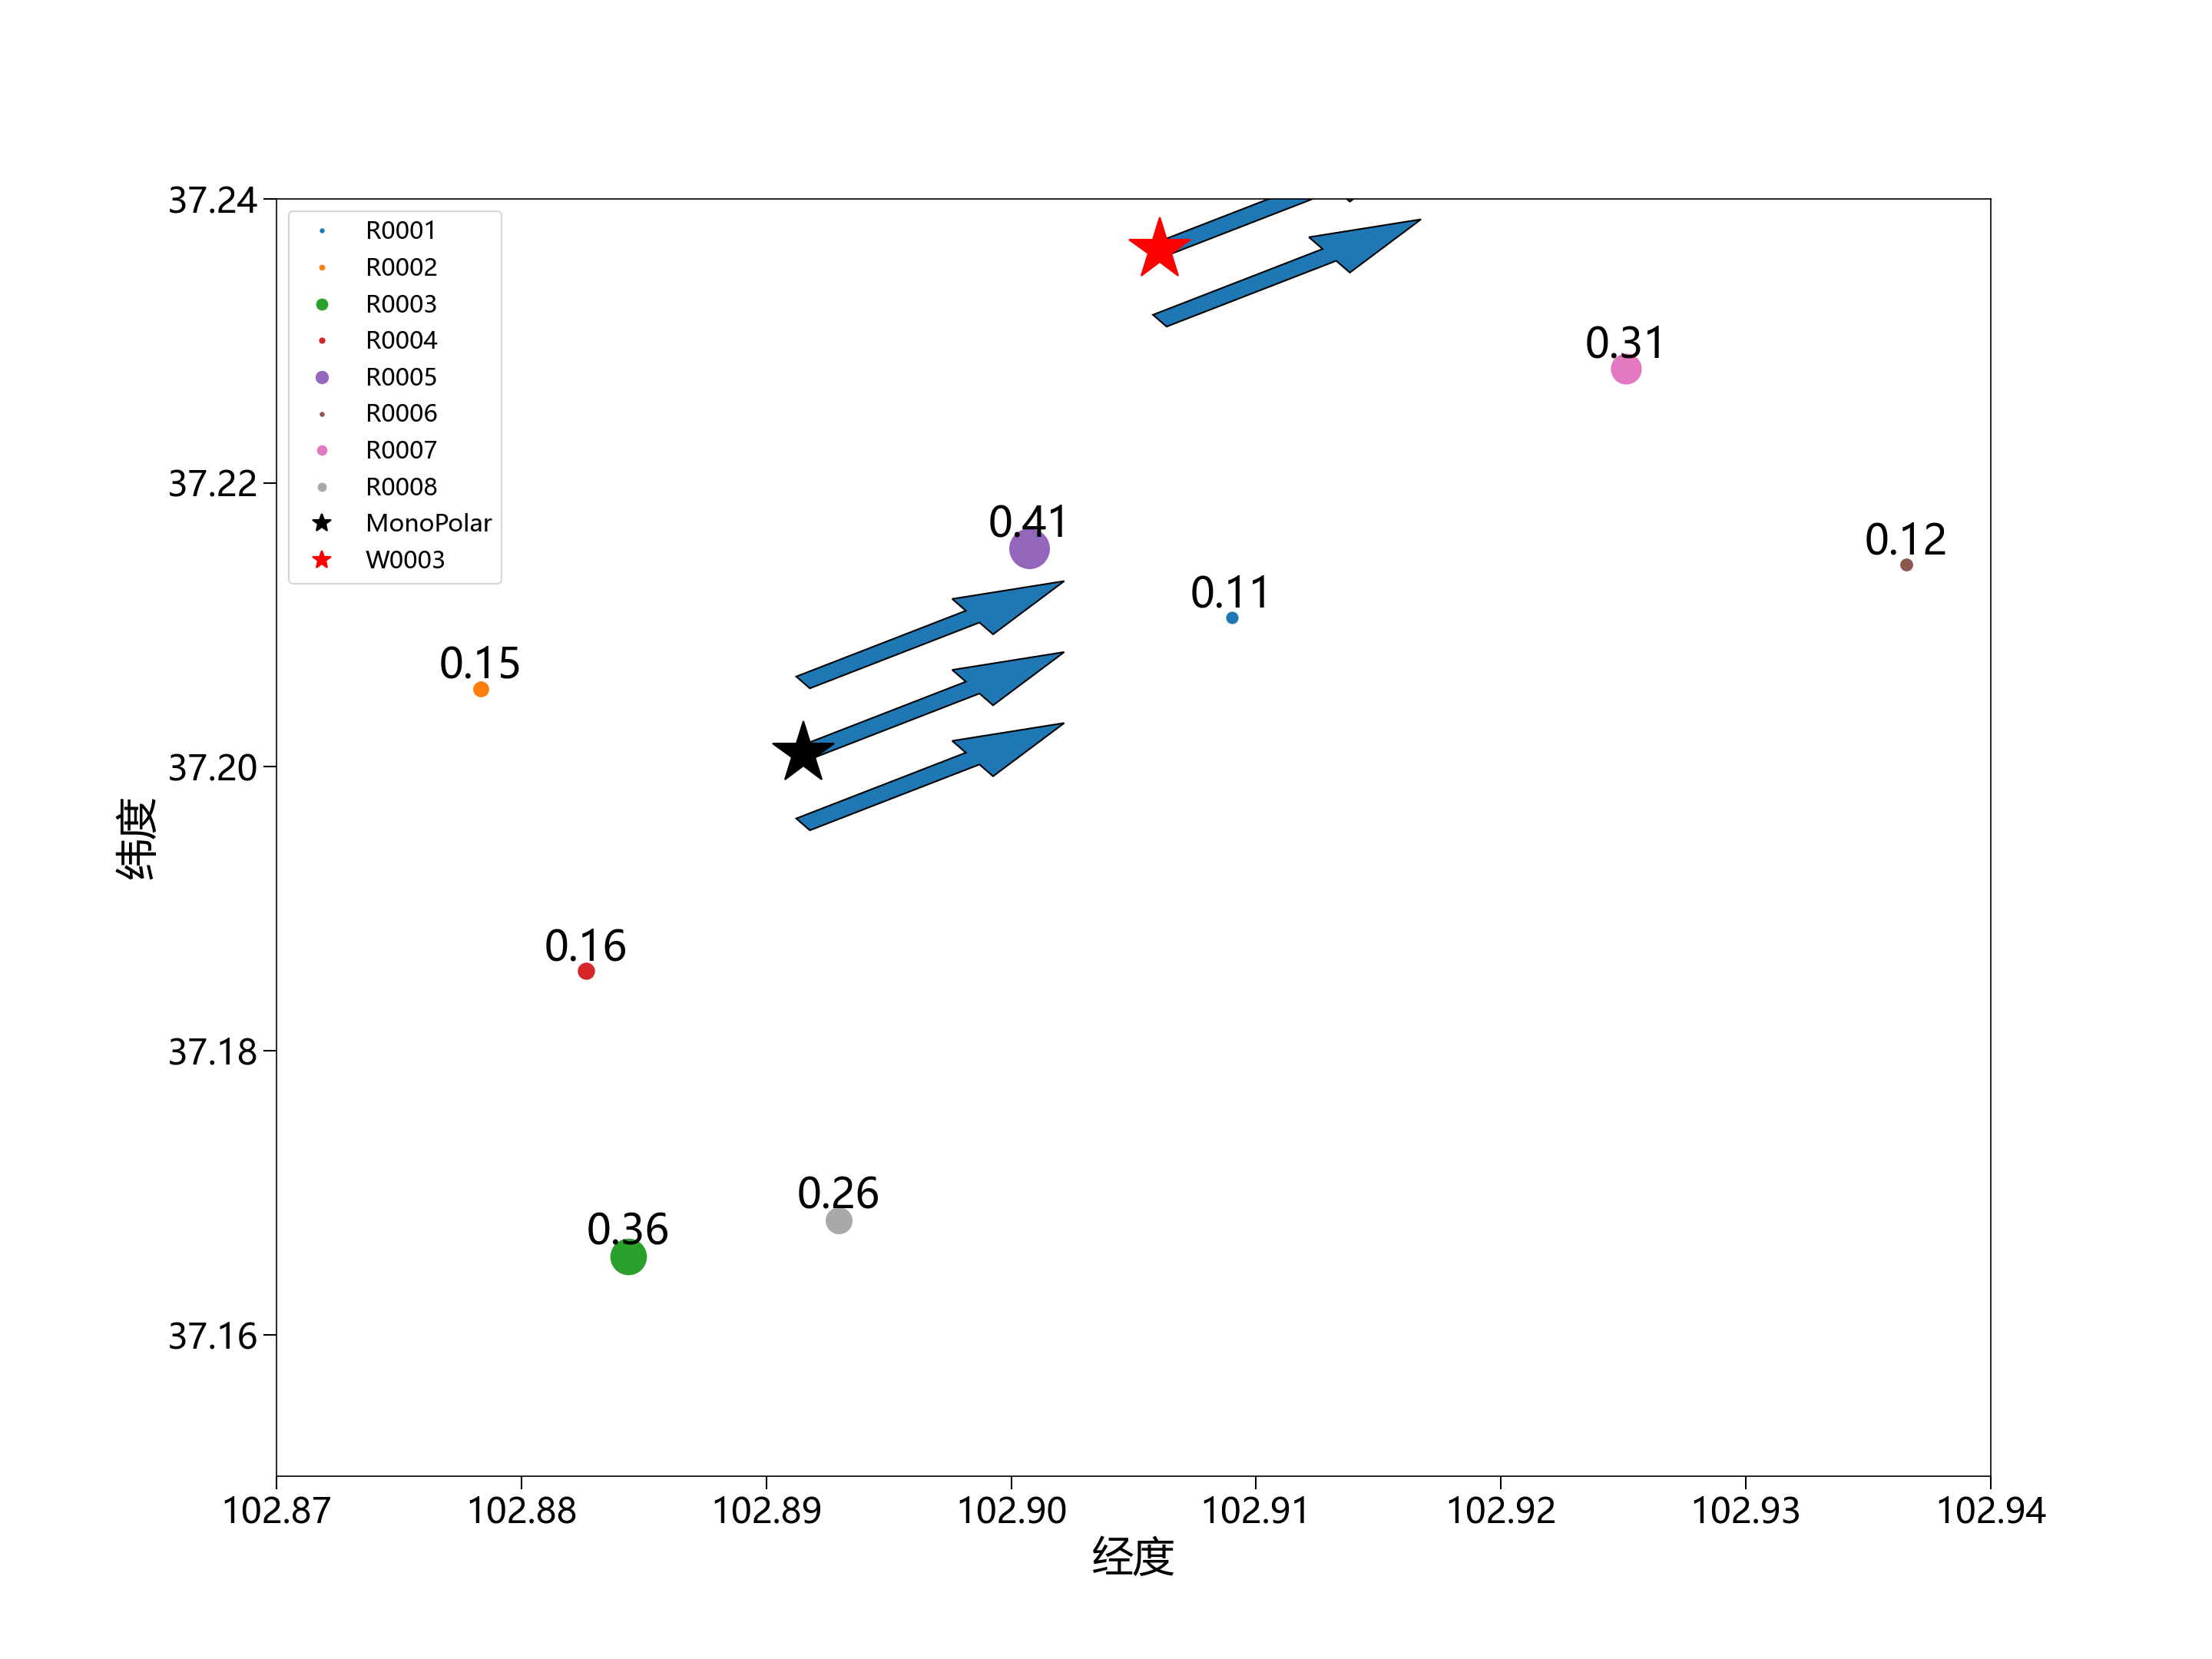 37.24
37.22
37.20
37.18
37.16
纬度
R0001
R0002
R0003
R0004
R0005
R0006
R0007
R0008
MonoPolar
W0003
0.31
0.41
0.12
0.11
0.15
0.16
0.26
0.36
102.87 102.88 102.89 102.90 102.91 102.92 102.93 102.94
经度